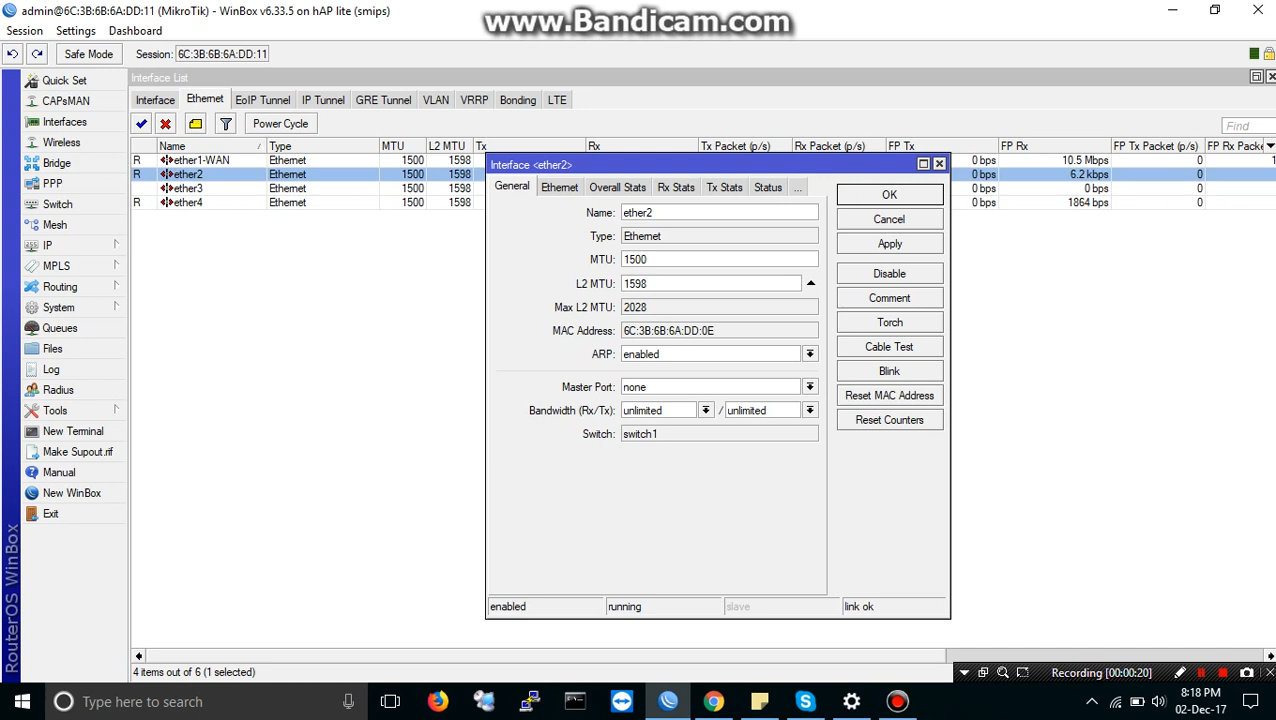 admin@6C:3B:6B:6A:DD:11 (MikroTik) - WinBox v6.33.5 on hAP lite (smips)
www.Bandicam.com
Session Settings Dashboard
Safe Mode Session: 6C:3B:6B:6A:DD:11
Quick Set
CAPsMAN
Interfaces
Wireless
Bridge
PPP
Switch
Mesh
IP
MPLS
Routing
System
Queues
Files
Log
Radius
Tools
New Terminal
Make Supout.rif
Manual
New WinBox
Exit
RouterOS WinBox
Interface List
Interface Ethernet EoIP Tunnel IP Tunnel GRE Tunnel VLAN VRRP Bonding LTE
Power Cycle Find
Name Type MTU L2 MTU Tx Rx Tx Packet (p/s) Rx Packet (p/s) FP Tx FP Rx FP Tx Packet (p/s) FP Rx Packe
R ether1-WAN Ethernet 1500 1598 0 bps 10.5 Mbps 0
R ether2 Ethernet 1500 1598 0 bps 6.2 kbps 0
ether3 Ethernet 1500 1598 0 bps 0 bps 0
R ether4 Ethernet 1500 1598 0 bps 1864 bps 0
Interface <ether2>
General Ethernet Overall Stats Rx Stats Tx Stats Status ...
Name: ether2
Type: Ethernet
MTU: 1500
L2 MTU: 1598
Max L2 MTU: 2028
MAC Address: 6C:3B:6B:6A:DD:0E
ARP: enabled
Master Port: none
Bandwidth (Rx/Tx): unlimited / unlimited
Switch: switch1
OK
Cancel
Apply
Disable
Comment
Torch
Cable Test
Blink
Reset MAC Address
Reset Counters
enabled running slave link ok
4 items out of 6 (1 selected)
Recording [00:00:20]
Type here to search
8:18 PM
02-Dec-17